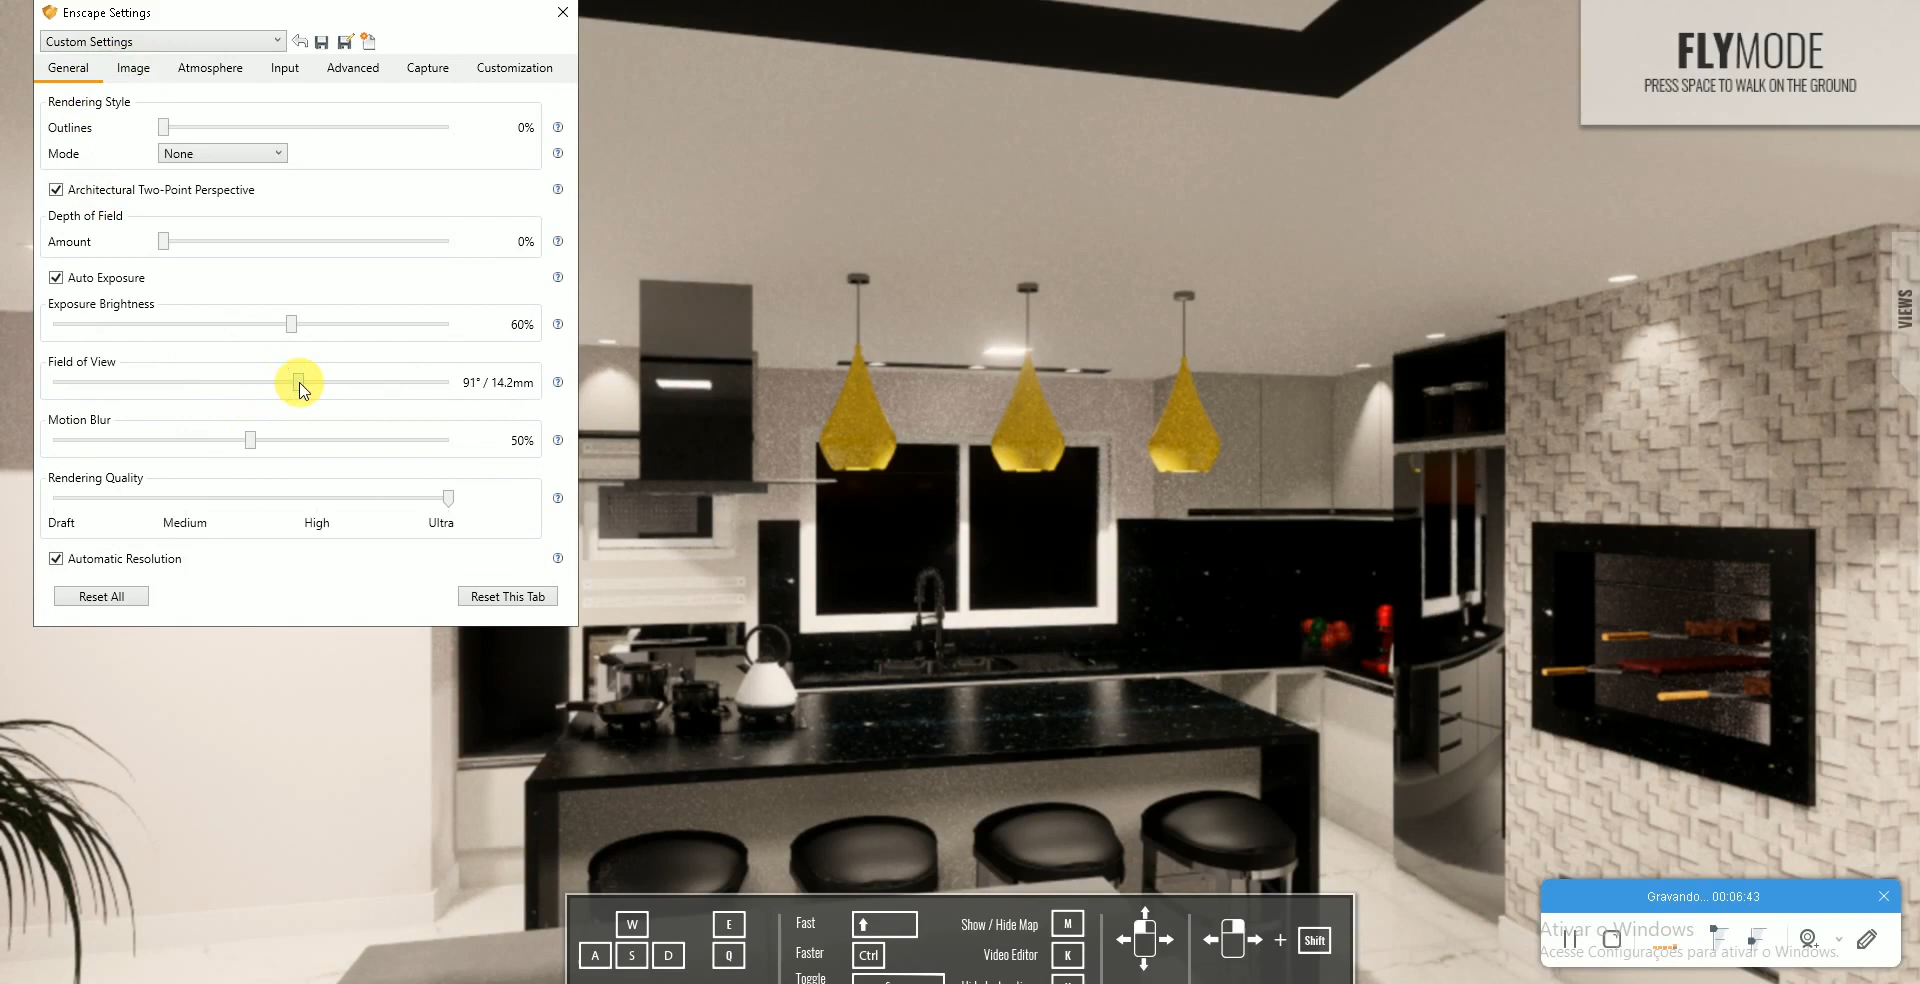 Enscape Settings
Custom Settings
General Image Atmosphere Input Advanced Capture Customization
Rendering Style
Outlines 0%
Mode None
Architectural Two-Point Perspective
Depth of Field
Amount 0%
Auto Exposure
Exposure Brightness
60%
Field of View
91° / 14.2mm
Motion Blur
50%
Rendering Quality
Draft Medium High Ultra
Automatic Resolution
Reset All Reset This Tab
FLYMODE
PRESS SPACE TO WALK ON THE GROUND
VIEWS
W E Fast Show / Hide Map M
A S D Q Faster Ctrl Video Editor K
+ Shift
Toggle
Gravando... 00:06:43
Ativar o Windows
Acesse Configurações para ativar o Windows.